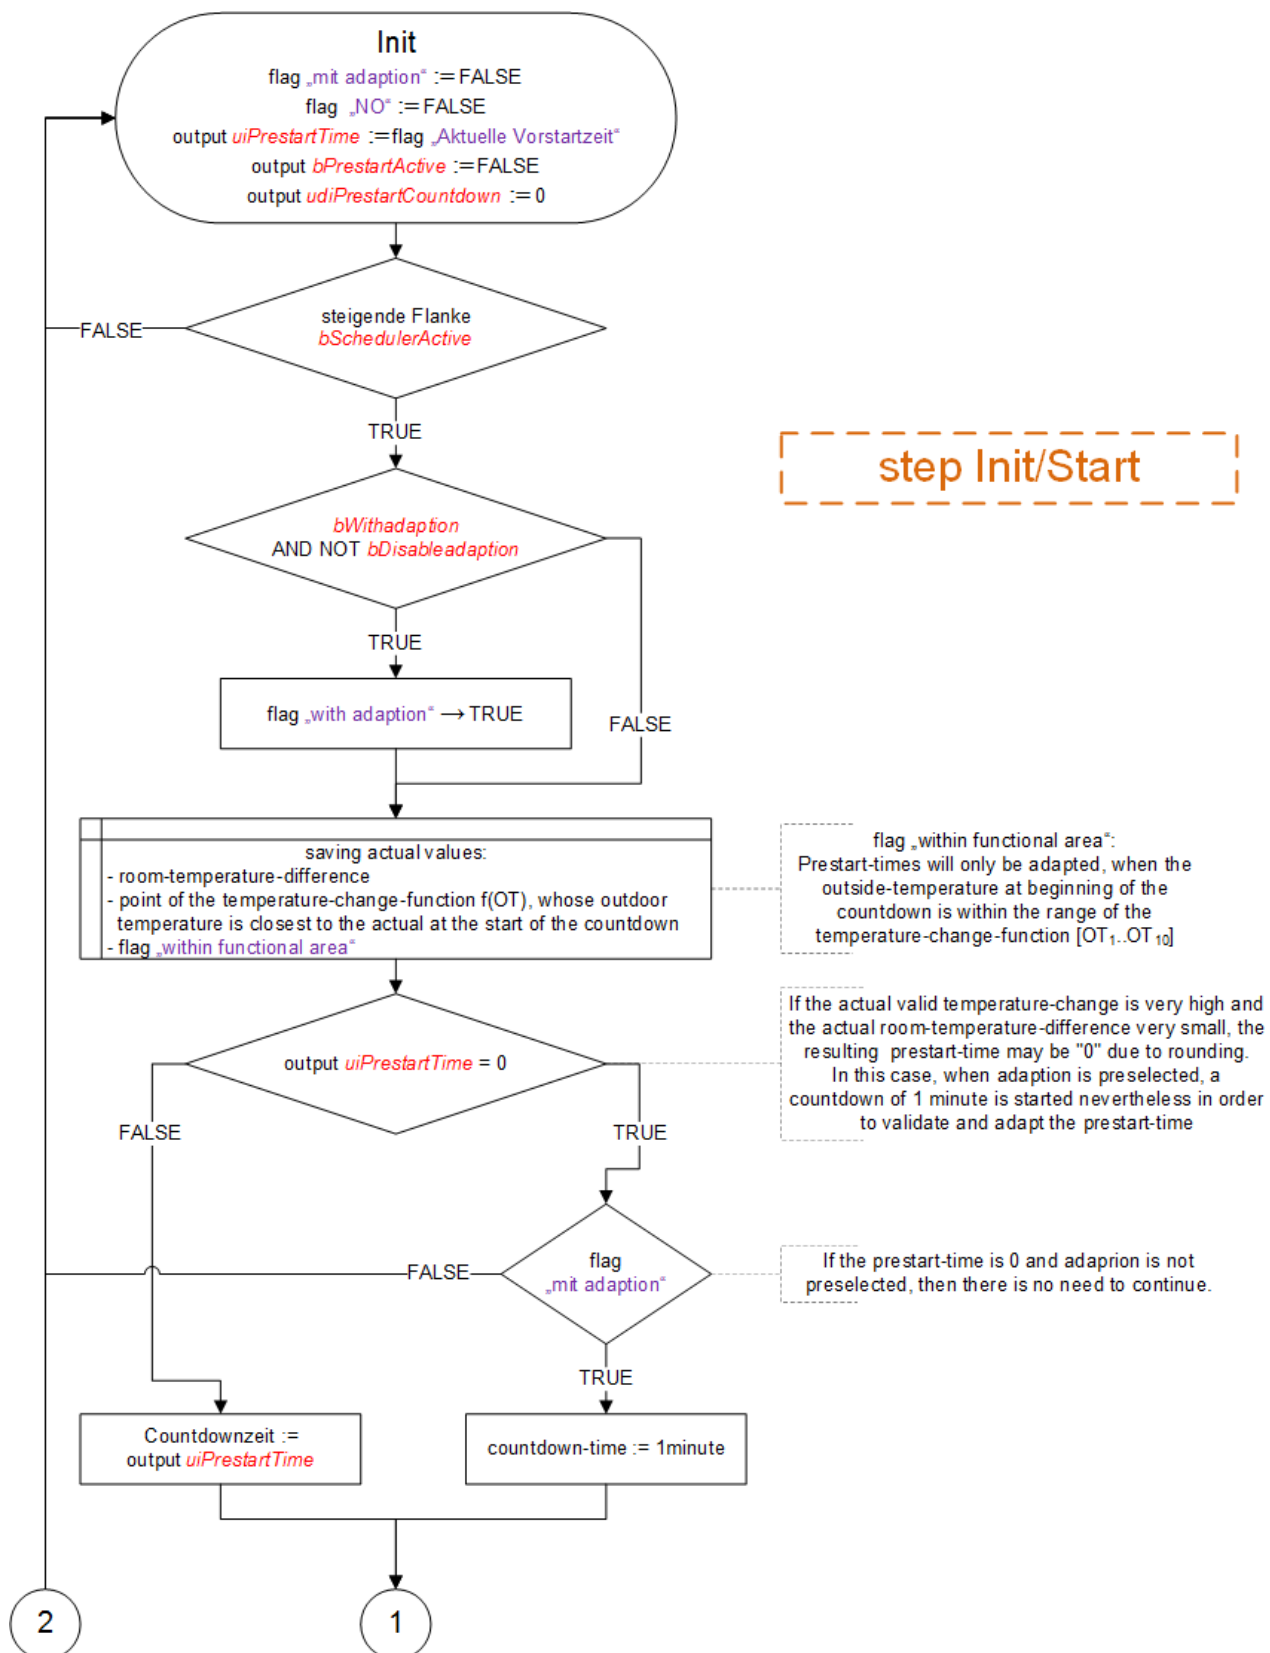 Init
flag „mit adaption“ := FALSE
flag „NO“ := FALSE
output uiPrestartTime :=flag „Aktuelle Vorstartzeit“
output bPrestartActive := FALSE
output udiPrestartCountdown := 0
steigende Flanke
bSchedulerActive
FALSE
TRUE
step Init/Start
bWithadaption
AND NOT bDisableadaption
TRUE
flag „with adaption“ → TRUE
FALSE
saving actual values:
- room-temperature-difference
- point of the temperature-change-function f(OT), whose outdoor
temperature is closest to the actual at the start of the countdown
- flag „within functional area“
flag „within functional area“:
Prestart-times will only be adapted, when the
outside-temperature at beginning of the
countdown is within the range of the
temperature-change-function [OT1..OT10]
output uiPrestartTime = 0
If the actual valid temperature-change is very high and
the actual room-temperature-difference very small, the
resulting prestart-time may be "0" due to rounding.
In this case, when adaption is preselected, a
countdown of 1 minute is started nevertheless in order
to validate and adapt the prestart-time
FALSE
TRUE
flag
„mit adaption“
FALSE
If the prestart-time is 0 and adaprion is not
preselected, then there is no need to continue.
TRUE
Countdownzeit :=
output uiPrestartTime
countdown-time := 1minute
2
1